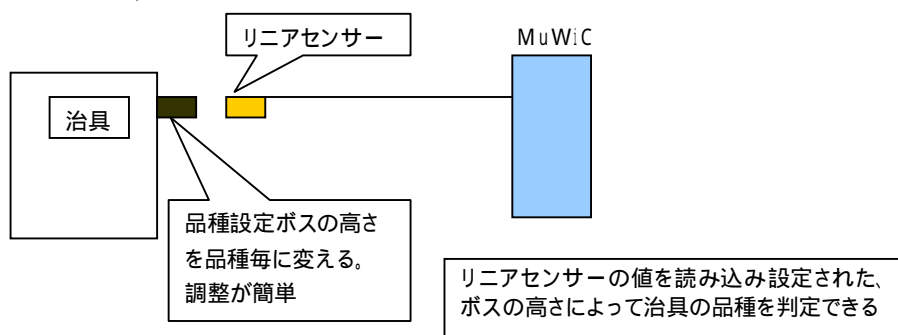 リニアセンサー
MuWiC
治具
品種設定ボスの高さ
を品種毎に変える。
調整が簡単
リニアセンサーの値を読み込み設定された、
ボスの高さによって治具の品種を判定できる